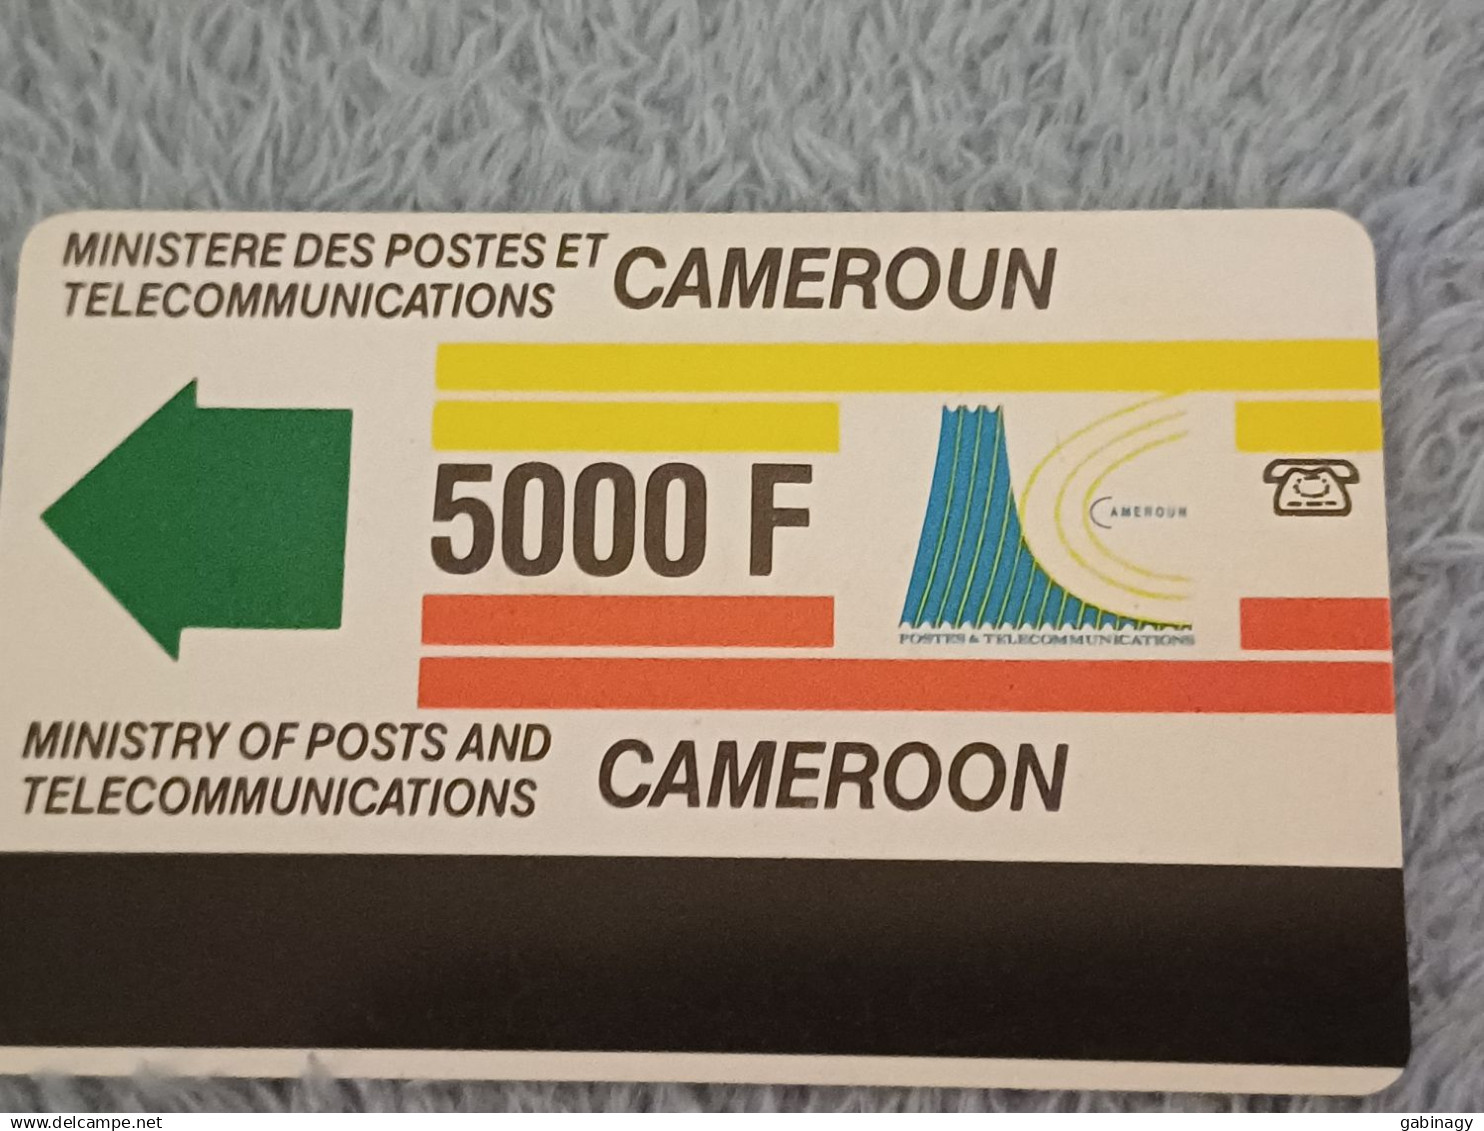 MINISTERE DES POSTES ET
TELECOMMUNICATIONS
CAMEROUN
5000 F
CAMEROUN
POSTES & TELECOMMUNICATIONS
MINISTRY OF POSTS AND
TELECOMMUNICATIONS
CAMEROON
delcampe.net
gabinagy